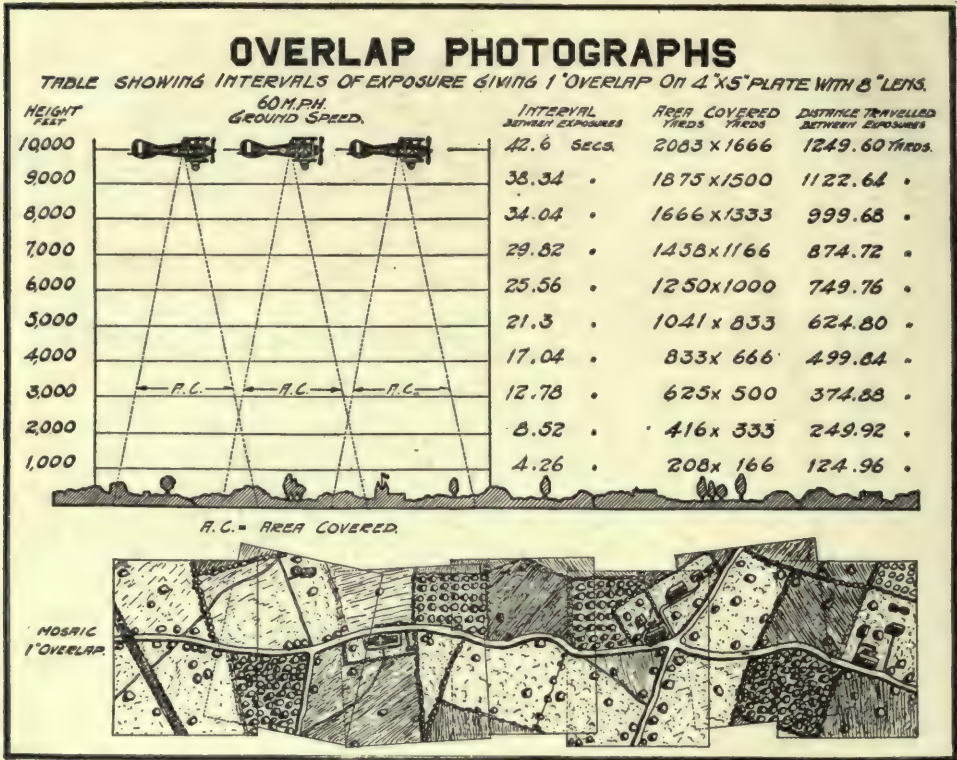 OVERLAP PHOTOGRAPHS
TABLE SHOWING INTERVALS OF EXPOSURE GIVING 1"OVERLAP ON 4"X5" PLATE WITH 8" LENS.
HEIGHT FEET 60 M.P.H. GROUND SPEED. INTERVAL BETWEEN EXPOSURES AREA COVERED YARDS YARDS DISTANCE TRAVELLED BETWEEN EXPOSURES
10,000 42.6 SECS. 2083 x 1666 1249.60 YARDS.
9,000 38.34 " 1875 x 1500 1122.64 "
8,000 34.04 " 1666 x 1333 999.68 "
7,000 29.82 " 1458 x 1166 874.72 "
6,000 25.56 " 1250 x 1000 749.76 "
5,000 21.3 " 1041 x 833 624.80 "
4,000 17.04 " 833 x 666 499.84 "
3,000 A.C. A.C. A.C. 12.78 " 625 x 500 374.88 "
2,000 8.52 " 416 x 333 249.92 "
1,000 4.26 " 208 x 166 124.96 "
A.C. = AREA COVERED.
MOSAIC
1" OVERLAP.